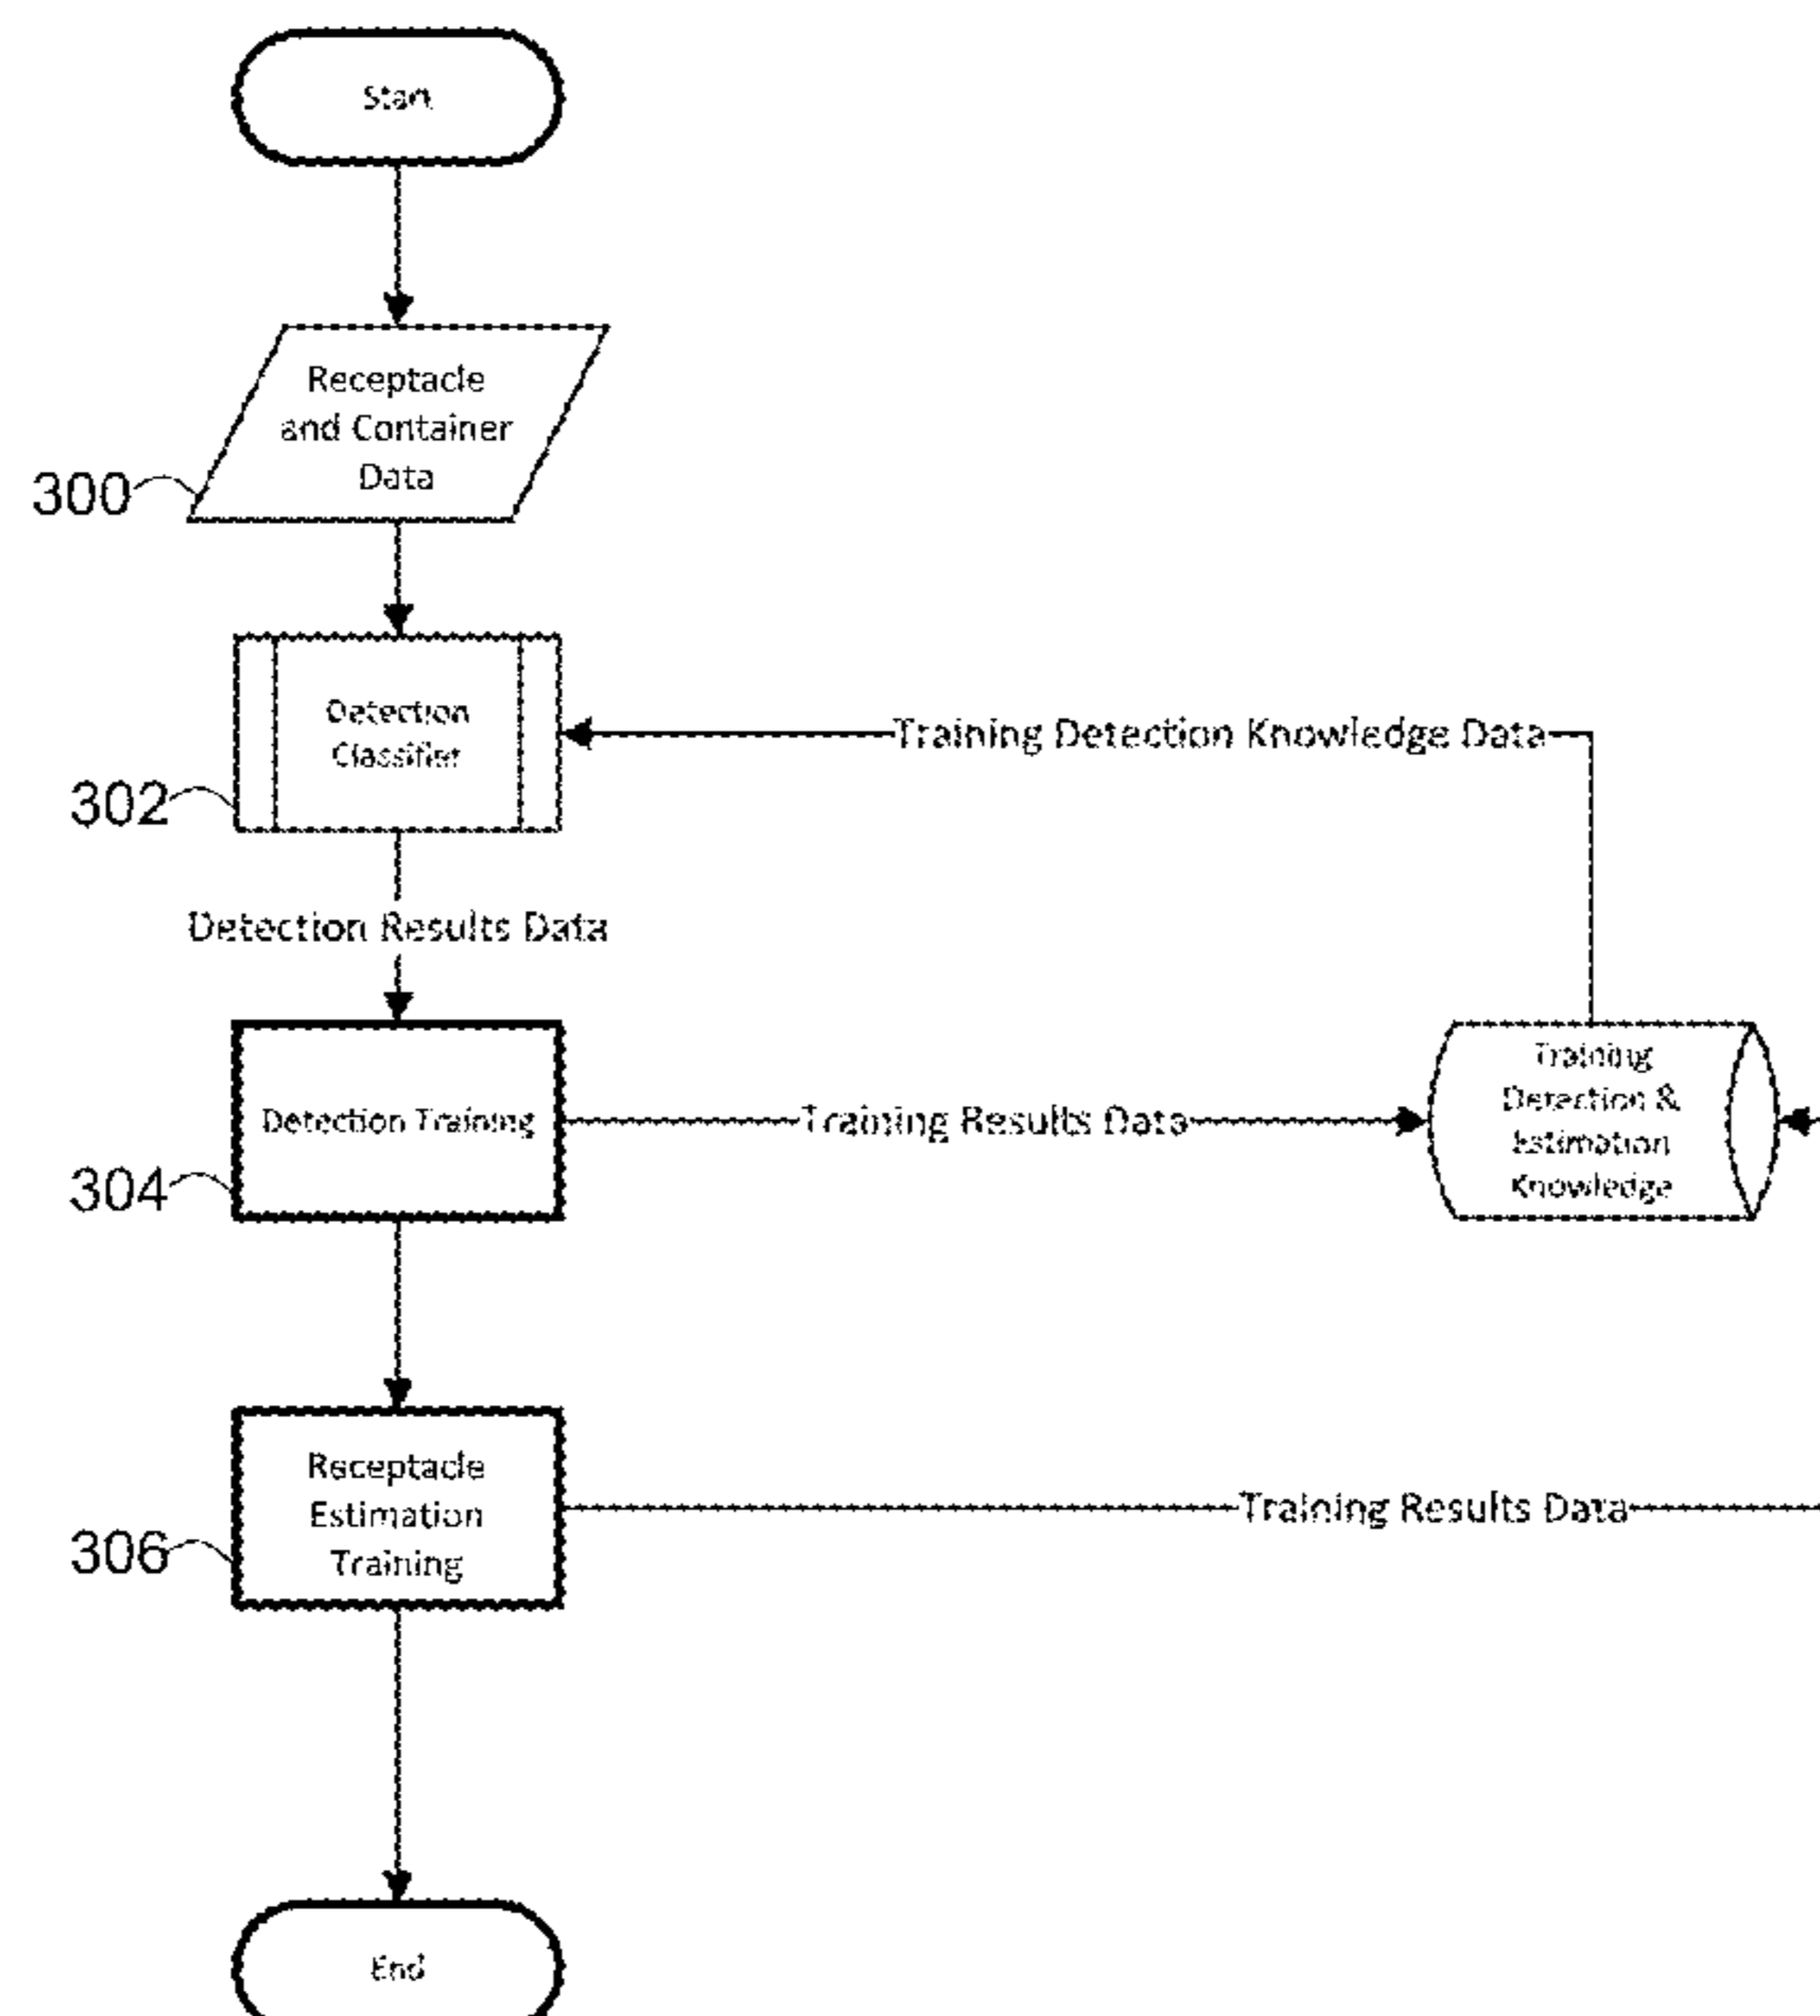 Start
Receptacle
and Container
Data
300
Detection
Classifier
302
Training Detection Knowledge Data
Detection Results Data
Detection Training
304
Training Results Data
Training
Detection &
Estimation
Knowledge
Receptacle
Estimation
Training
306
Training Results Data
End